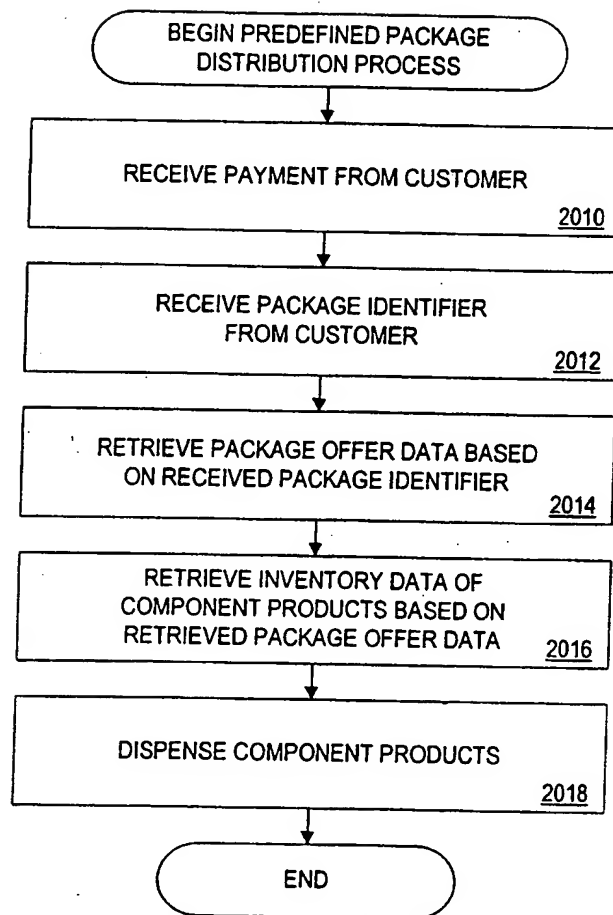 BEGIN PREDEFINED PACKAGE
DISTRIBUTION PROCESS
RECEIVE PAYMENT FROM CUSTOMER
2010
RECEIVE PACKAGE IDENTIFIER
FROM CUSTOMER
2012
RETRIEVE PACKAGE OFFER DATA BASED
ON RECEIVED PACKAGE IDENTIFIER
2014
RETRIEVE INVENTORY DATA OF
COMPONENT PRODUCTS BASED ON
RETRIEVED PACKAGE OFFER DATA
2016
DISPENSE COMPONENT PRODUCTS
2018
END